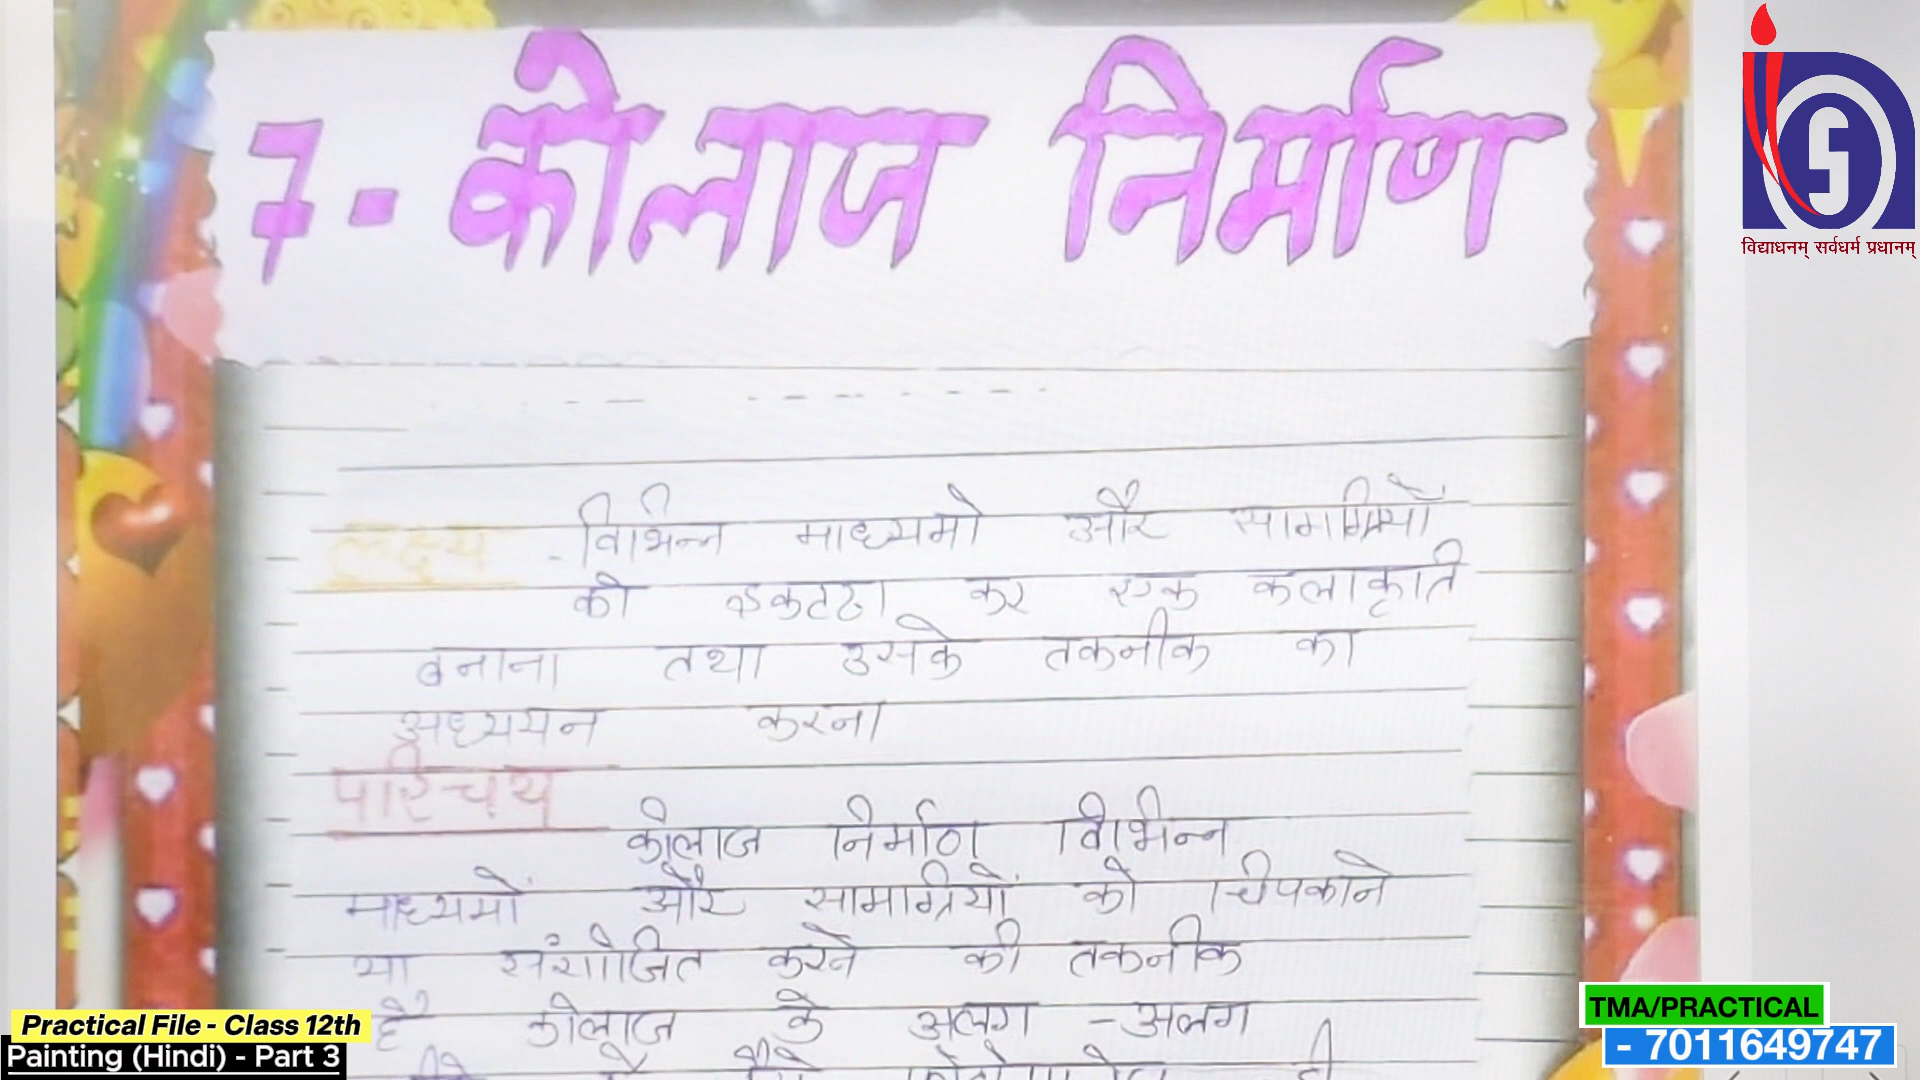 7 - कोलाज निर्माण
लक्ष्य - विभिन्न माध्यमो और सामग्रियों
को इकटठा कर एक कलाकृति
बनाना तथा उसके तकनीक का
अध्ययन करना
परिचय
कोलाज निर्माण विभिन्न
माध्यमों और सामाग्रियों को चिपकाने
या संयोजित करने की तकनीक
है कोलाज के अलग - अलग
विद्याधनम् सर्वधर्म प्रधानम्
Practical File - Class 12th
Painting (Hindi) - Part 3
TMA/PRACTICAL
- 7011649747